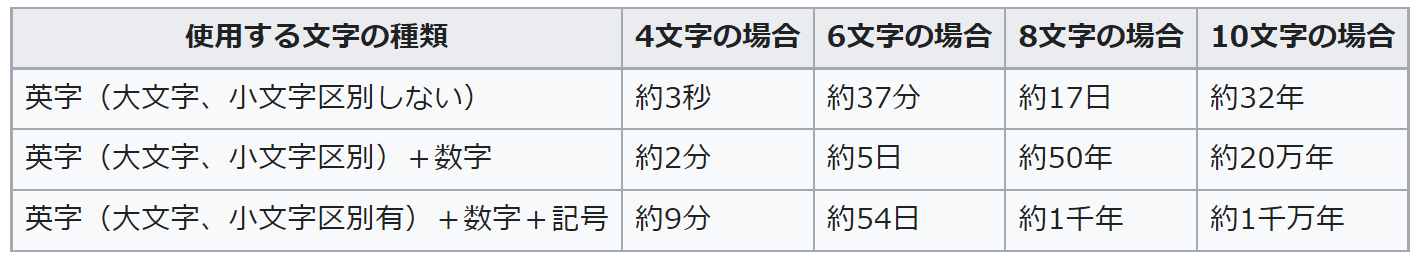 使用する文字の種類 4文字の場合 6文字の場合 8文字の場合 10文字の場合
英字（大文字、小文字区別しない） 約3秒 約37分 約17日 約32年
英字（大文字、小文字区別）＋数字 約2分 約5日 約50年 約20万年
英字（大文字、小文字区別有）＋数字＋記号 約9分 約54日 約1千年 約1千万年